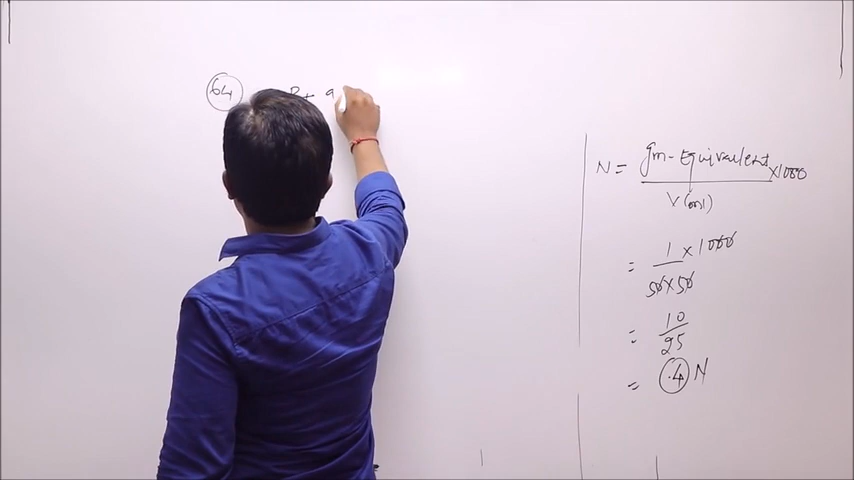 64
N = gm-Equivalent ×1000
V(ml)
= 1 × 1000
50×50
= 10
25
= .4 N